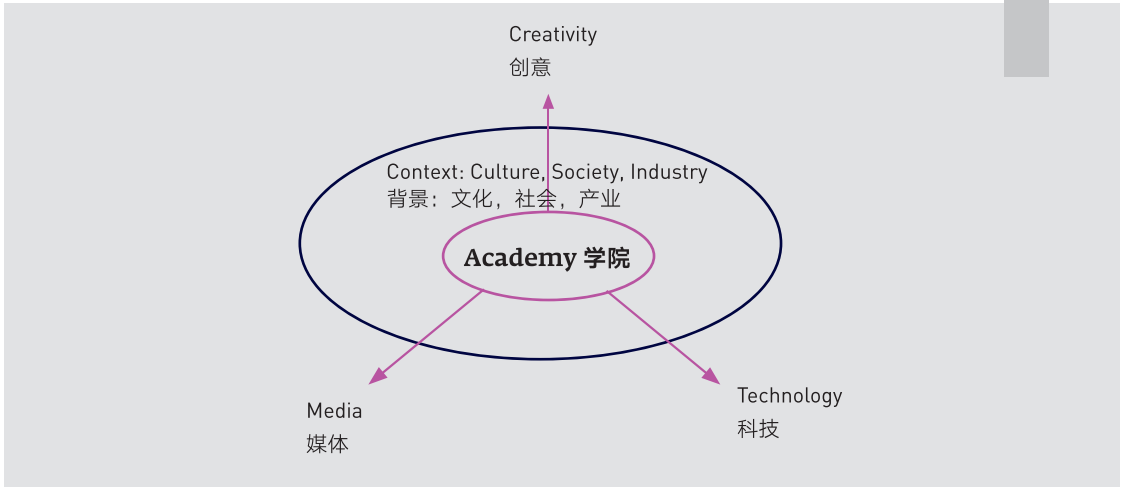 Creativity
创意
Context: Culture, Society, Industry
背景：文化，社会，产业
Academy 学院
Media
媒体
Technology
科技